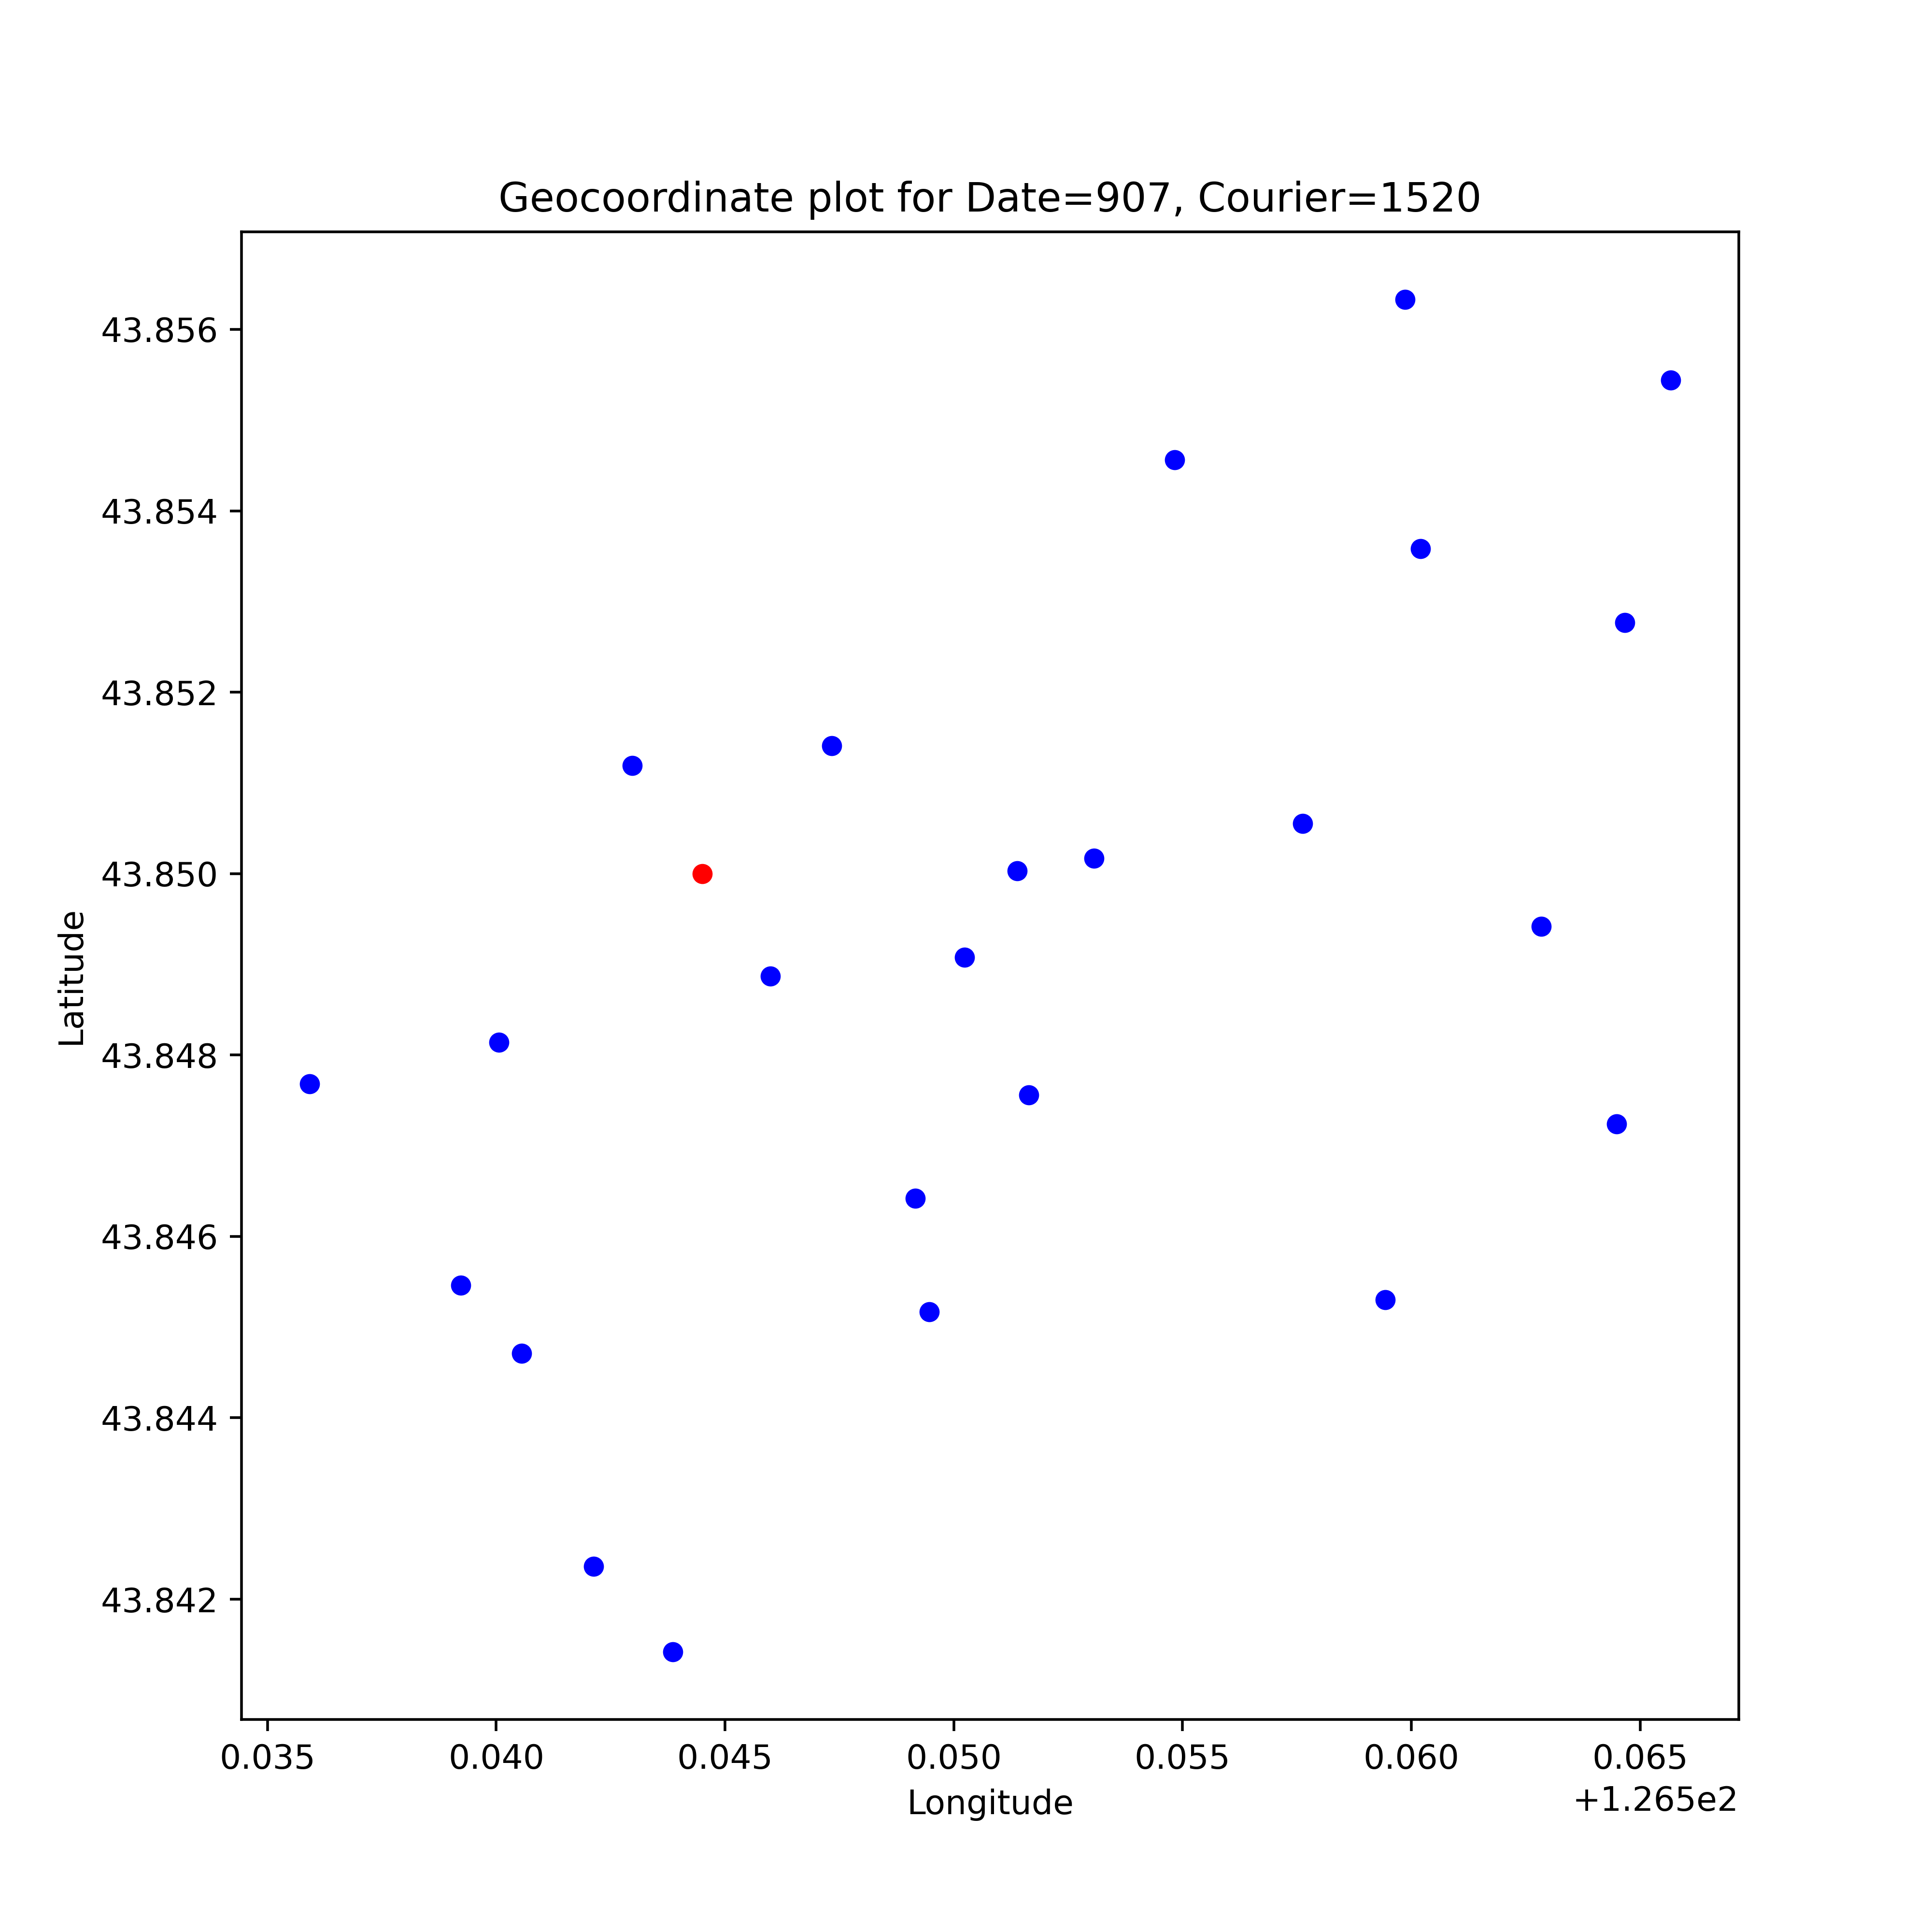 Geocoordinate plot for Date=907, Courier=1520
43.856
43.854
43.852
43.850
43.848
43.846
43.844
43.842
Latitude
0.035 0.040 0.045 0.050 0.055 0.060 0.065
+1.265e2
Longitude